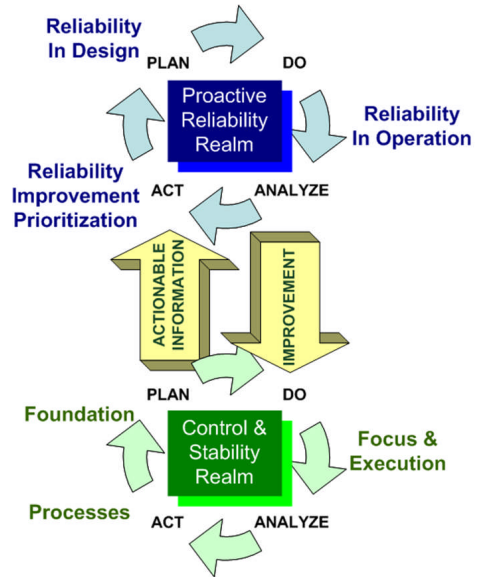 Reliability
In Design
PLAN
DO
Proactive
Reliability
Realm
Reliability
In Operation
Reliability
Improvement
Prioritization
ACT
ANALYZE
ACTIONABLE
INFORMATION
IMPROVEMENT
PLAN
DO
Foundation
Control &
Stability
Realm
Focus &
Execution
Processes
ACT
ANALYZE